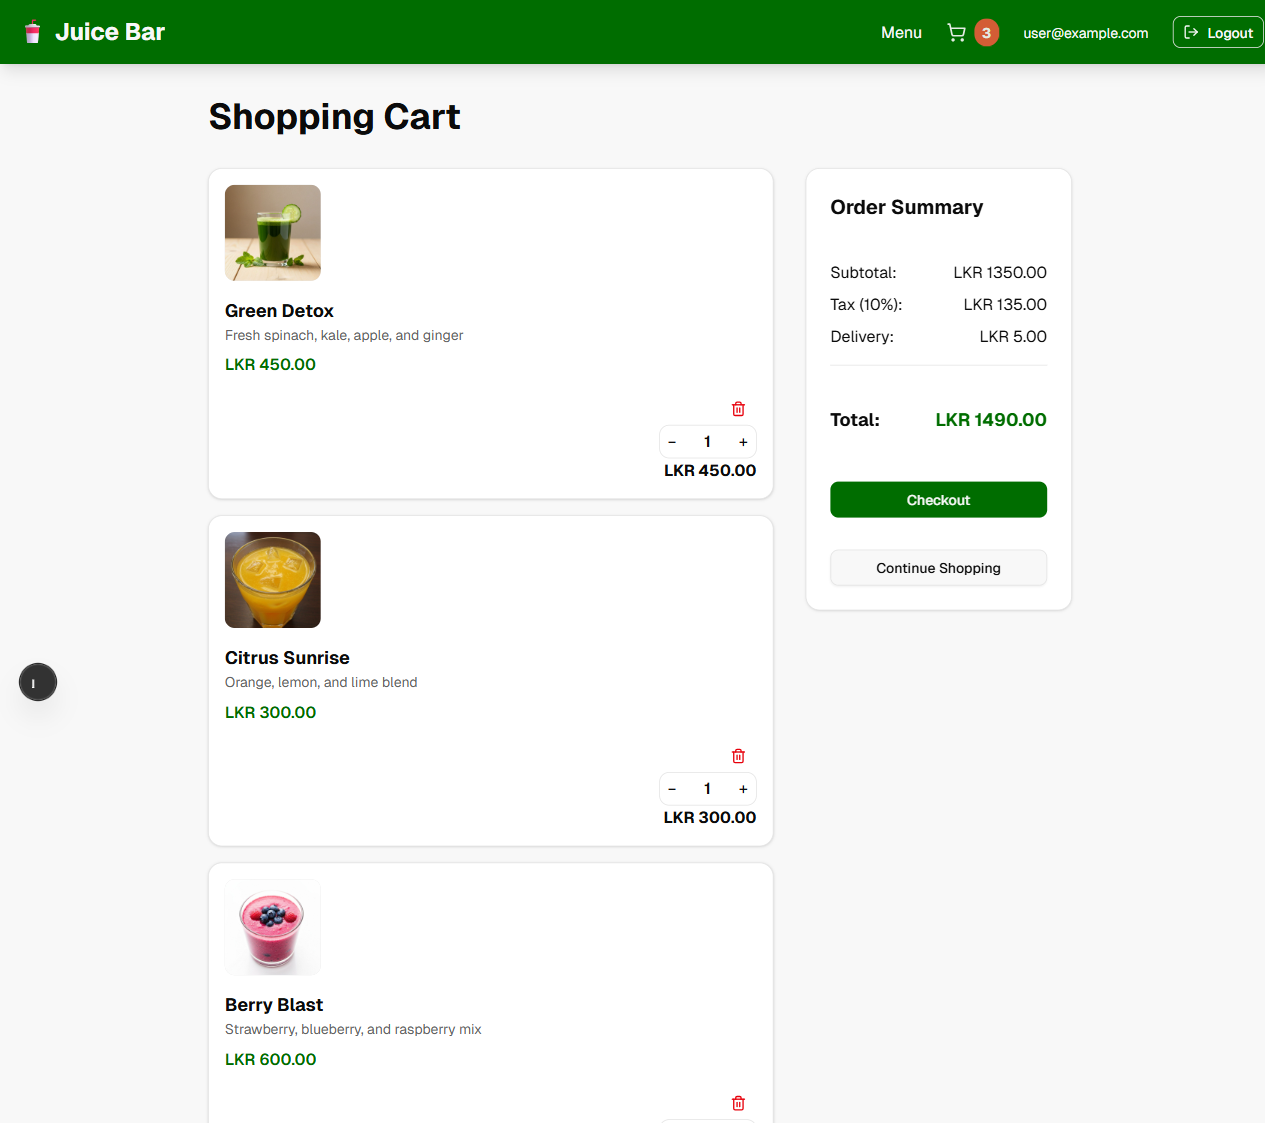 Juice Bar
Menu
3
user@example.com
Logout
Shopping Cart
Green Detox
Fresh spinach, kale, apple, and ginger
LKR 450.00
− 1 +
LKR 450.00
Citrus Sunrise
Orange, lemon, and lime blend
LKR 300.00
− 1 +
LKR 300.00
Berry Blast
Strawberry, blueberry, and raspberry mix
LKR 600.00
Order Summary
Subtotal: LKR 1350.00
Tax (10%): LKR 135.00
Delivery: LKR 5.00
Total: LKR 1490.00
Checkout
Continue Shopping